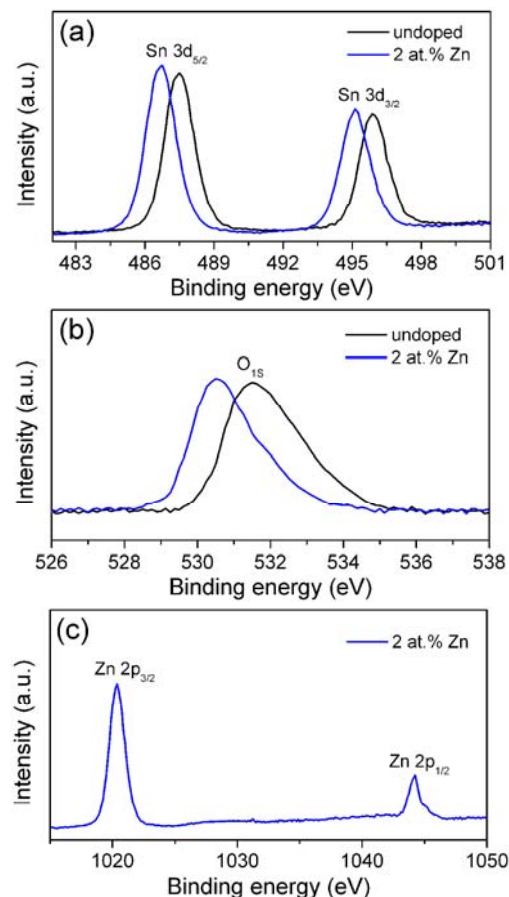 (a)
undoped
2 at.% Zn
Sn 3d5/2
Sn 3d3/2
Intensity (a.u.)
483 486 489 492 495 498 501
Binding energy (eV)
(b)
undoped
2 at.% Zn
O1S
Intensity (a.u.)
526 528 530 532 534 536 538
Binding energy (eV)
(c)
2 at.% Zn
Zn 2p3/2
Zn 2p1/2
Intensity (a.u.)
1020 1030 1040 1050
Binding energy (eV)